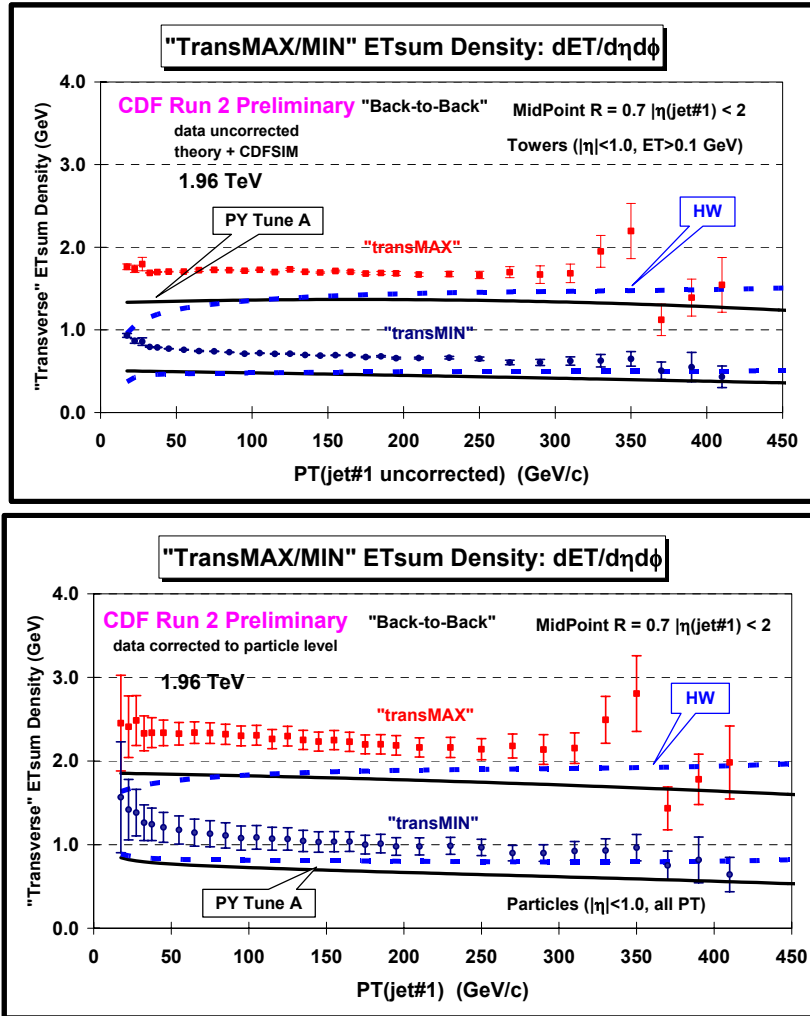 "TransMAX/MIN" ETsum Density: dET/dηdϕ
CDF Run 2 Preliminary
"Back-to-Back"
MidPoint R = 0.7 |η(jet#1) < 2
data uncorrected
theory + CDFSIM
Towers (|η|<1.0, ET>0.1 GeV)
1.96 TeV
PY Tune A
HW
"transMAX"
"transMIN"
"Transverse" ETsum Density (GeV)
4.0
3.0
2.0
1.0
0.0
0 50 100 150 200 250 300 350 400 450
PT(jet#1 uncorrected) (GeV/c)
"TransMAX/MIN" ETsum Density: dET/dηdϕ
CDF Run 2 Preliminary
"Back-to-Back"
MidPoint R = 0.7 |η(jet#1) < 2
data corrected to particle level
1.96 TeV
HW
"transMAX"
"transMIN"
PY Tune A
Particles (|η|<1.0, all PT)
"Transverse" ETsum Density (GeV)
4.0
3.0
2.0
1.0
0.0
0 50 100 150 200 250 300 350 400 450
PT(jet#1) (GeV/c)